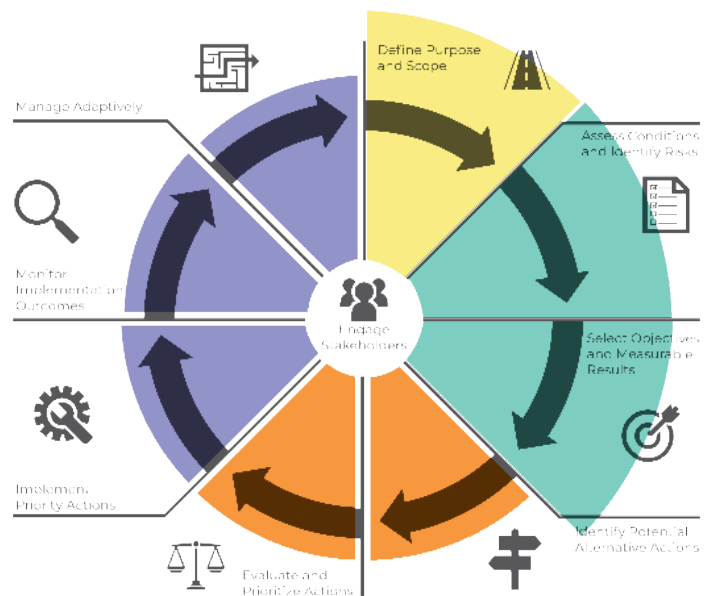 Define Purpose
and Scope
Assess Conditions
and Identify Risks
Select Objectives
and Measurable
Results
Identify Potential
Alternative Actions
Evaluate and
Prioritize Actions
Implement
Priority Actions
Monitor
Implementation
Outcomes
Manage Adaptively
Engage
Stakeholders